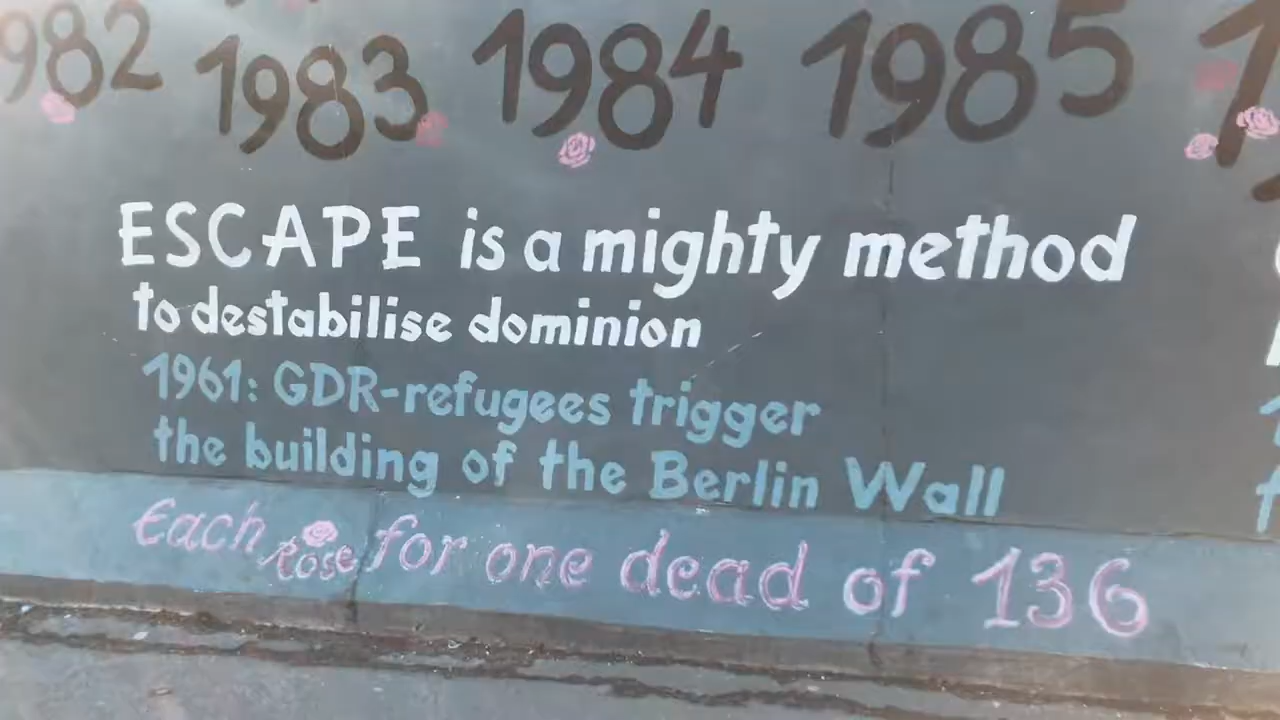 1982 1983 1984 1985
ESCAPE is a mighty method
to destabilise dominion
1961: GDR-refugees trigger
the building of the Berlin Wall
Each Rose for one dead of 136